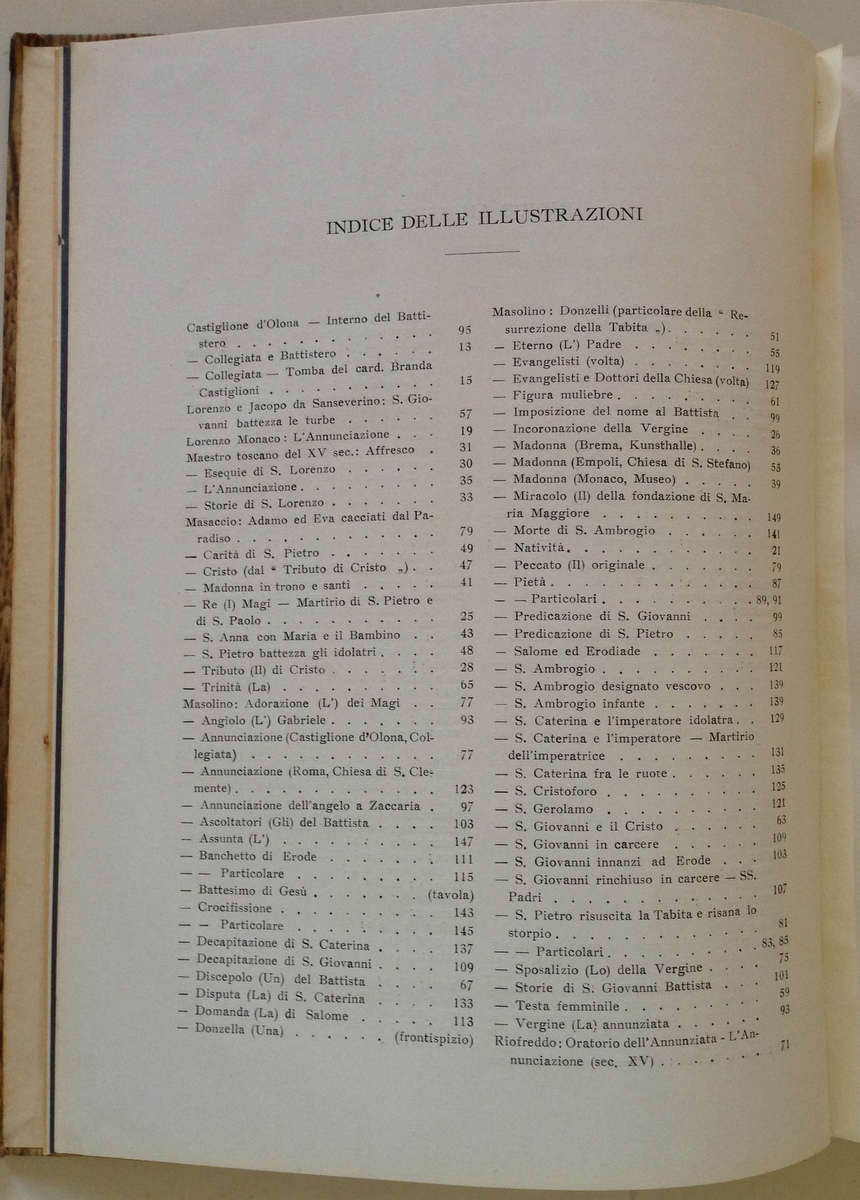 INDICE DELLE ILLUSTRAZIONI
Castiglione d'Olona — Interno del Batti-
stero . . . . . . . . . . . . 95
— Collegiata e Battistero . . . . . . 13
— Collegiata — Tomba del card. Branda
Castiglioni . . . . . . . . . . 15
Lorenzo e Jacopo da Sanseverino: S. Gio-
vanni battezza le turbe . . . . . . 57
Lorenzo Monaco: L'Annunciazione . . . 19
Maestro toscano del XV sec.: Affresco . 31
— Esequie di S. Lorenzo . . . . . . 30
— L'Annunciazione . . . . . . . . 35
— Storie di S. Lorenzo . . . . . . . 33
Masaccio: Adamo ed Eva cacciati dal Pa-
radiso . . . . . . . . . . . . 79
— Carità di S. Pietro . . . . . . . 49
— Cristo (dal “ Tributo di Cristo „) . . 47
— Madonna in trono e santi . . . . . 41
— Re (I) Magi — Martirio di S. Pietro e
di S. Paolo . . . . . . . . . . 25
— S. Anna con Maria e il Bambino . . 43
— S. Pietro battezza gli idolatri . . . . 48
— Tributo (Il) di Cristo . . . . . . . 28
— Trinità (La) . . . . . . . . . . 65
Masolino: Adorazione (L') dei Magi . . 77
— Angiolo (L') Gabriele . . . . . . . 93
— Annunciazione (Castiglione d'Olona, Col-
legiata) . . . . . . . . . . . 77
— Annunciazione (Roma, Chiesa di S. Cle-
mente) . . . . . . . . . . . . 123
— Annunciazione dell'angelo a Zaccaria . 97
— Ascoltatori (Gli) del Battista . . . . 103
— Assunta (L') . . . . . . . . . . 147
— Banchetto di Erode . . . . . . . 111
— — Particolare . . . . . . . . . 115
— Battesimo di Gesù . . . . . . . (tavola)
— Crocifissione . . . . . . . . . . 143
— — Particolare . . . . . . . . . 145
— Decapitazione di S. Caterina . . . . 137
— Decapitazione di S. Giovanni . . . . 109
— Discepolo (Un) del Battista . . . . 67
— Disputa (La) di S. Caterina . . . . 133
— Domanda (La) di Salome . . . . . 113
— Donzella (Una) . . . . . . (frontispizio)
Masolino: Donzelli (particolare della “ Re-
surrezione della Tabita „) . . . . . . 51
— Eterno (L') Padre . . . . . . . . 55
— Evangelisti (volta) . . . . . . . . 119
— Evangelisti e Dottori della Chiesa (volta) 127
— Figura muliebre . . . . . . . . . 61
— Imposizione del nome al Battista . . 99
— Incoronazione della Vergine . . . . 26
— Madonna (Brema, Kunsthalle) . . . . 36
— Madonna (Empoli, Chiesa di S. Stefano) 53
— Madonna (Monaco, Museo) . . . . . 39
— Miracolo (Il) della fondazione di S. Ma-
ria Maggiore . . . . . . . . . . 149
— Morte di S. Ambrogio . . . . . . 141
— Natività . . . . . . . . . . . . 21
— Peccato (Il) originale . . . . . . . 79
— Pietà . . . . . . . . . . . . . 87
— — Particolari . . . . . . . . . . 89, 91
— Predicazione di S. Giovanni . . . . 99
— Predicazione di S. Pietro . . . . . 85
— Salome ed Erodiade . . . . . . . 117
— S. Ambrogio . . . . . . . . . . 121
— S. Ambrogio designato vescovo . . . 139
— S. Ambrogio infante . . . . . . . 139
— S. Caterina e l'imperatore idolatra . . 129
— S. Caterina e l'imperatore — Martirio
dell'imperatrice . . . . . . . . . 131
— S. Caterina fra le ruote . . . . . . 135
— S. Cristoforo . . . . . . . . . . 125
— S. Gerolamo . . . . . . . . . . 121
— S. Giovanni e il Cristo . . . . . . 63
— S. Giovanni in carcere . . . . . . 109
— S. Giovanni innanzi ad Erode . . . 103
— S. Giovanni rinchiuso in carcere — SS.
Padri . . . . . . . . . . . . . 107
— S. Pietro risuscita la Tabita e risana lo
storpio . . . . . . . . . . . . 81
— — Particolari . . . . . . . . . 83, 85
— Sposalizio (Lo) della Vergine . . . . 75
— Storie di S. Giovanni Battista . . . 101
— Testa femminile . . . . . . . . . 59
— Vergine (La) annunziata . . . . . . 93
Riofreddo: Oratorio dell'Annunziata - L'An-
nunciazione (sec. XV) . . . . . . . 71